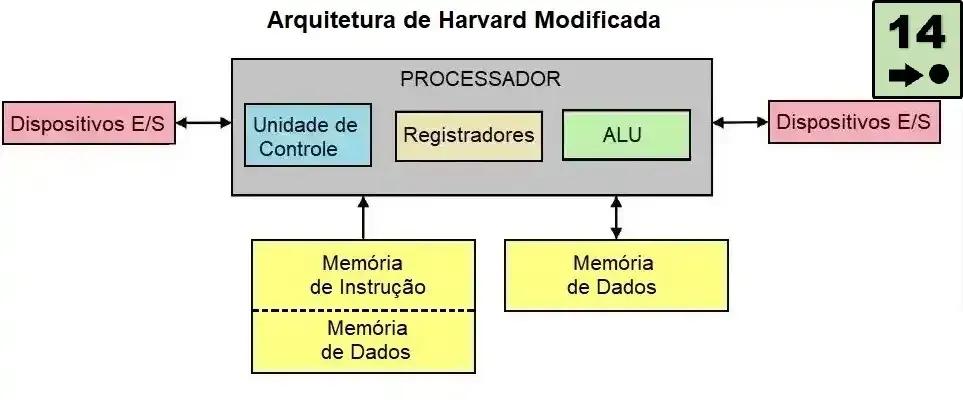 Arquitetura de Harvard Modificada
14
PROCESSADOR
Dispositivos E/S
Unidade de
Controle
Registradores
ALU
Dispositivos E/S
Memória
de Instrução
Memória
de Dados
Memória
de Dados